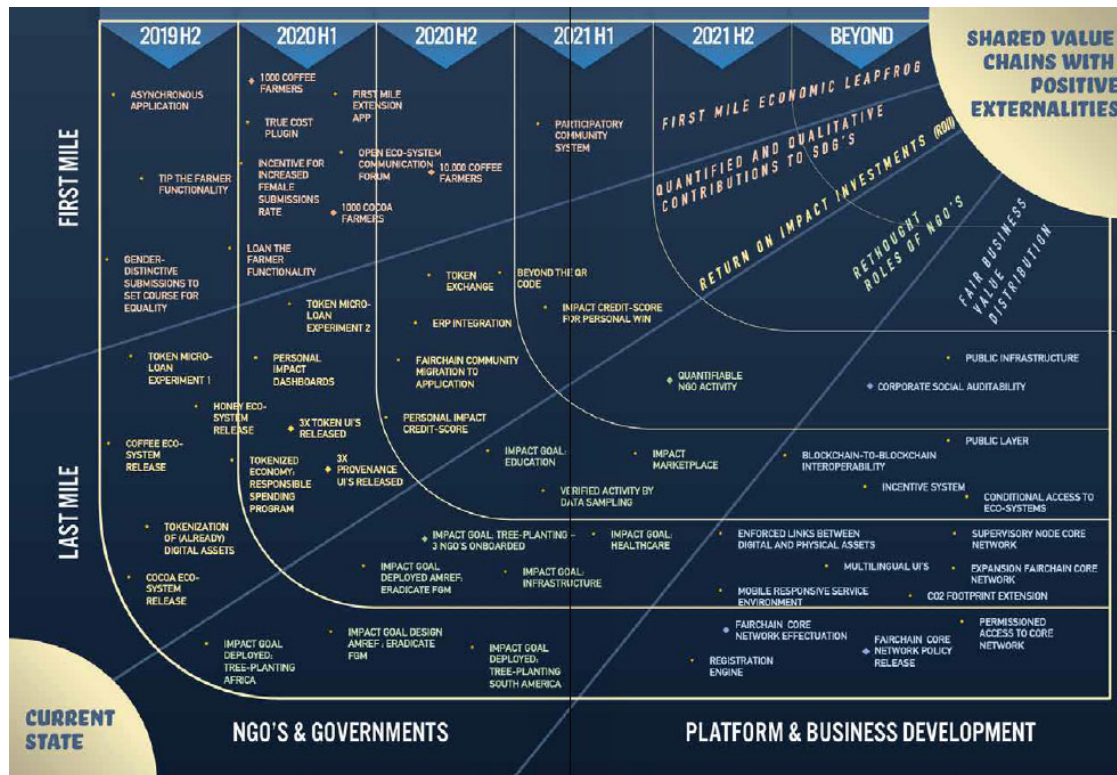 2019 H2
2020 H1
2020 H2
2021 H1
2021 H2
BEYOND
SHARED VALUE
CHAINS WITH
POSITIVE
EXTERNALITIES
FIRST MILE
LAST MILE
ASYNCHRONOUS
APPLICATION
TIP THE FARMER
FUNCTIONALITY
GENDER-
DISTINCTIVE
SUBMISSIONS TO
SET COURSE FOR
EQUALITY
1000 COFFEE
FARMERS
TRUE COST
PLUGIN
INCENTIVE FOR
INCREASED
FEMALE
SUBMISSIONS
RATE
LOAN THE
FARMER
FUNCTIONALITY
FIRST MILE
EXTENSION
APP
OPEN ECO-SYSTEM
COMMUNICATION
FORUM
1000 COCOA
FARMERS
10.000 COFFEE
FARMERS
PARTICIPATORY
COMMUNITY
SYSTEM
FIRST MILE ECONOMIC LEAPFROG
QUANTIFIED AND QUALITATIVE
CONTRIBUTIONS TO SDG'S
RETURN ON IMPACT INVESTMENTS (ROII)
RETHOUGHT
ROLES OF NGO'S
FAIR BUSINESS
VALUE
DISTRIBUTION
TOKEN MICRO-
LOAN
EXPERIMENT 2
TOKEN
EXCHANGE
BEYOND THE QR
CODE
ERP INTEGRATION
IMPACT CREDIT-SCORE
FOR PERSONAL WIN
TOKEN MICRO-
LOAN
EXPERIMENT 1
PERSONAL
IMPACT
DASHBOARDS
FAIRCHAIN COMMUNITY
MIGRATION TO
APPLICATION
QUANTIFIABLE
NGO ACTIVITY
PUBLIC INFRASTRUCTURE
CORPORATE SOCIAL AUDITABILITY
HONEY ECO-
SYSTEM
RELEASE
3X TOKEN UI'S
RELEASED
PERSONAL IMPACT
CREDIT-SCORE
COFFEE ECO-
SYSTEM
RELEASE
TOKENIZED
ECONOMY:
RESPONSIBLE
SPENDING
PROGRAM
3X
PROVENANCE
UI'S RELEASED
IMPACT GOAL:
EDUCATION
IMPACT
MARKETPLACE
PUBLIC LAYER
BLOCKCHAIN-TO-BLOCKCHAIN
INTEROPERABILITY
VERIFIED ACTIVITY BY
DATA SAMPLING
INCENTIVE SYSTEM
CONDITIONAL ACCESS TO
ECO-SYSTEMS
TOKENIZATION
OF (ALREADY)
DIGITAL ASSETS
IMPACT GOAL: TREE-PLANTING –
3 NGO'S ONBOARDED
IMPACT GOAL:
HEALTHCARE
ENFORCED LINKS BETWEEN
DIGITAL AND PHYSICAL ASSETS
SUPERVISORY NODE CORE
NETWORK
COCOA ECO-
SYSTEM
RELEASE
IMPACT GOAL
DEPLOYED AMREF: ERADICATE FGM
IMPACT GOAL:
INFRASTRUCTURE
MULTILINGUAL UI'S
EXPANSION FAIRCHAIN CORE
NETWORK
MOBILE RESPONSIVE SERVICE
ENVIRONMENT
CO2 FOOTPRINT EXTENSION
IMPACT GOAL
DEPLOYED:
TREE-PLANTING
AFRICA
IMPACT GOAL DESIGN
AMREF : ERADICATE
FGM
IMPACT GOAL
DEPLOYED:
TREE-PLANTING
SOUTH AMERICA
FAIRCHAIN CORE
NETWORK EFFECTUATION
REGISTRATION
ENGINE
FAIRCHAIN CORE
NETWORK POLICY
RELEASE
PERMISSIONED
ACCESS TO CORE
NETWORK
CURRENT
STATE
NGO'S & GOVERNMENTS
PLATFORM & BUSINESS DEVELOPMENT